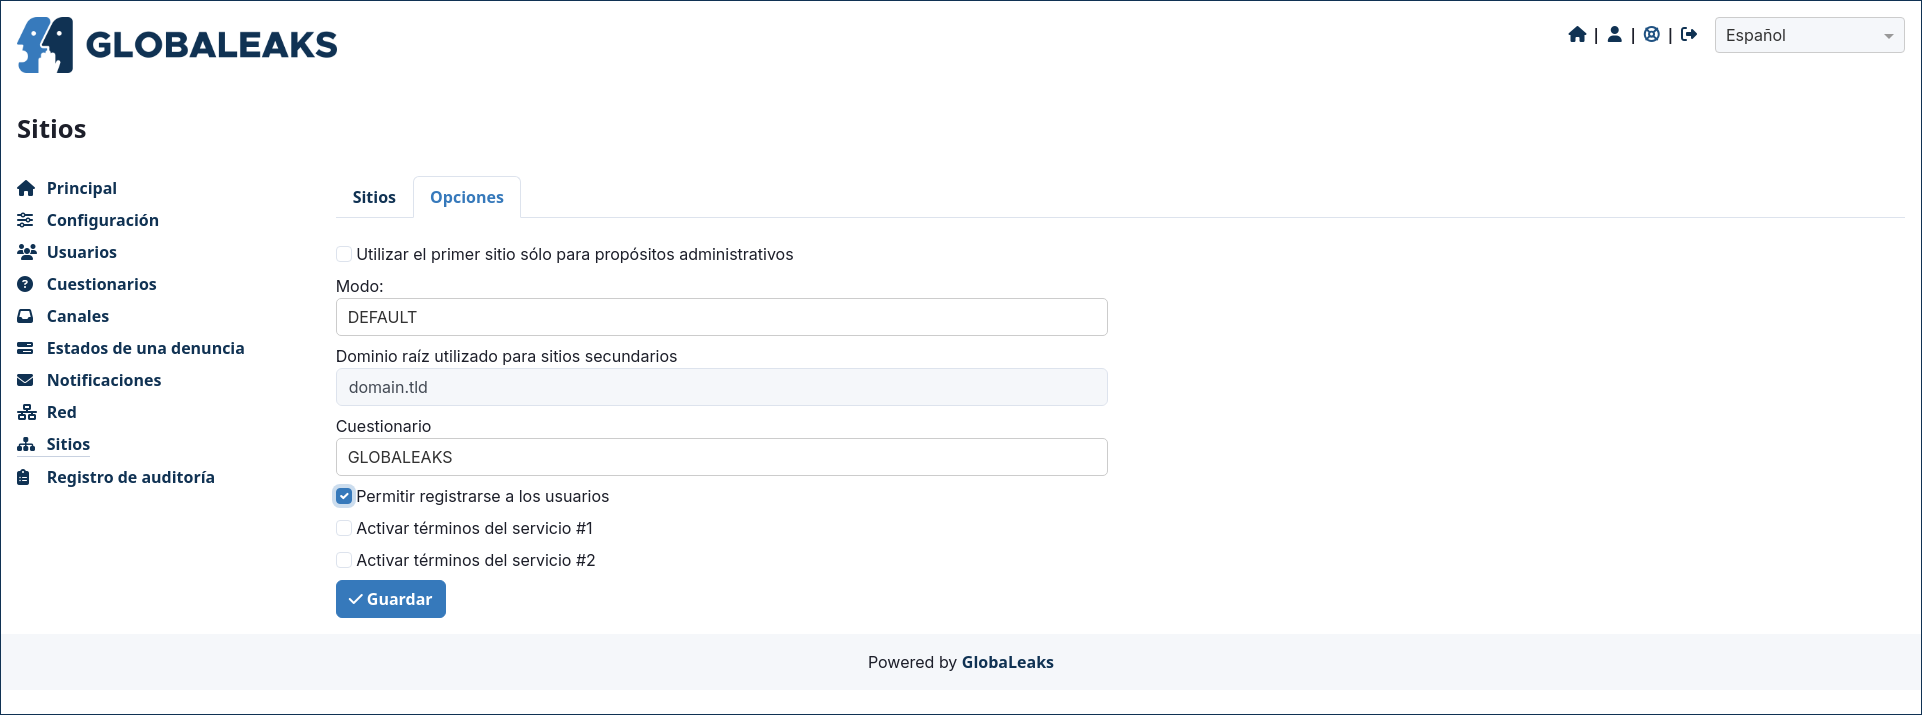 GLOBALEAKS
| | |
Español
Sitios
Principal
Configuración
Usuarios
Cuestionarios
Canales
Estados de una denuncia
Notificaciones
Red
Sitios
Registro de auditoría
Sitios
Opciones
Utilizar el primer sitio sólo para propósitos administrativos
Modo:
DEFAULT
Dominio raíz utilizado para sitios secundarios
domain.tld
Cuestionario
GLOBALEAKS
Permitir registrarse a los usuarios
Activar términos del servicio #1
Activar términos del servicio #2
Guardar
Powered by GlobaLeaks